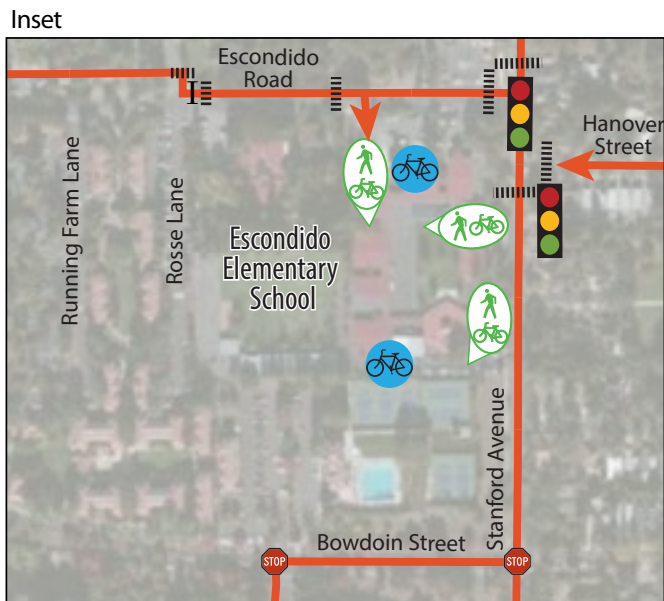 Inset
Escondido
Road
Hanover
Street
Running Farm Lane
Rosse Lane
Escondido
Elementary
School
Stanford Avenue
Bowdoin Street
STOP
STOP